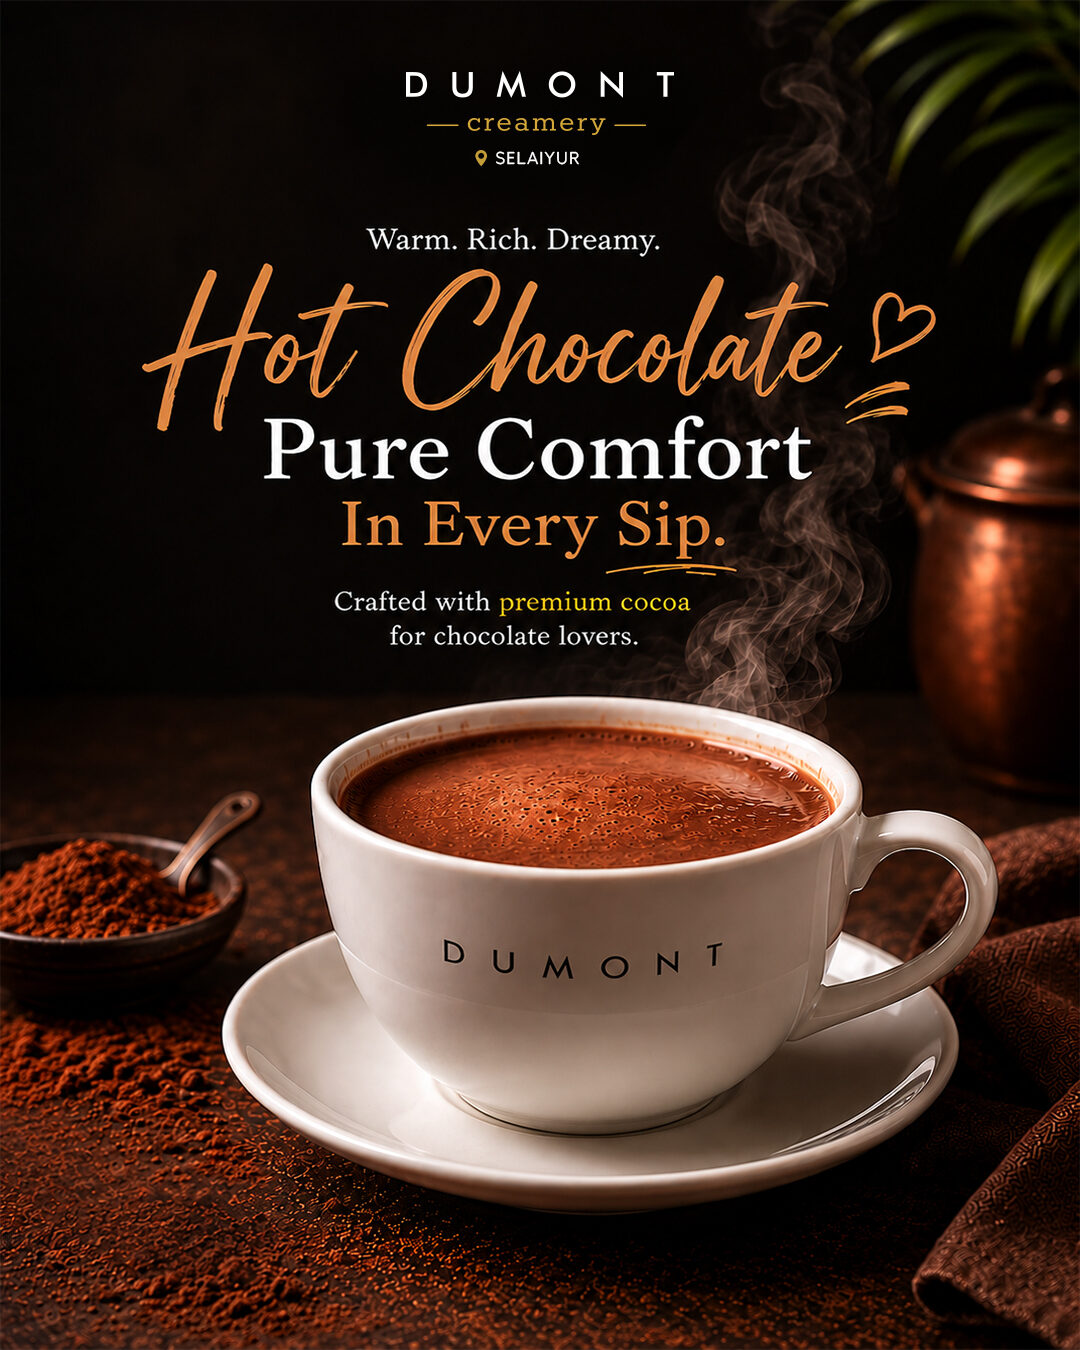 DUMONT
creamery
SELAIYUR
Warm. Rich. Dreamy.
Hot Chocolate
Pure Comfort
In Every Sip.
Crafted with premium cocoa
for chocolate lovers.
DUMONT